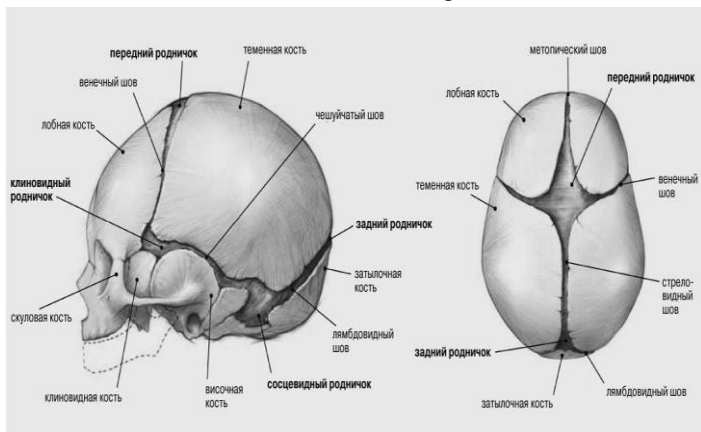 передний родничок
теменная кость
венечный шов
чешуйчатый шов
лобная кость
клиновидный
родничок
задний родничок
затылочная
кость
скуловая кость
лямбдовидный
шов
клиновидная кость
височная
кость
сосцевидный родничок
метопический шов
передний родничок
лобная кость
теменная кость
венечный
шов
стрело-
видный
шов
задний родничок
лямбдовидный шов
затылочная кость